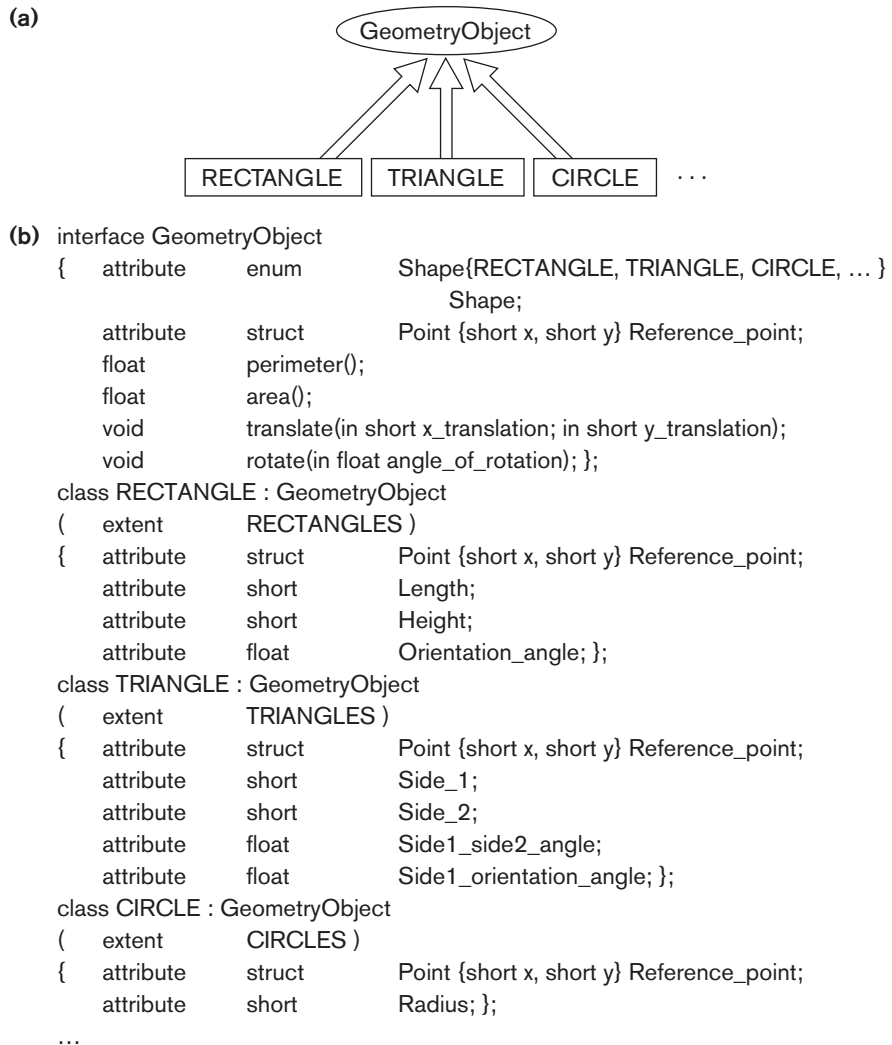 (a)
GeometryObject
RECTANGLE TRIANGLE CIRCLE ...
(b) interface GeometryObject
{ attribute enum Shape{RECTANGLE, TRIANGLE, CIRCLE, … }
Shape;
attribute struct Point {short x, short y} Reference_point;
float perimeter();
float area();
void translate(in short x_translation; in short y_translation);
void rotate(in float angle_of_rotation); };
class RECTANGLE : GeometryObject
( extent RECTANGLES )
{ attribute struct Point {short x, short y} Reference_point;
attribute short Length;
attribute short Height;
attribute float Orientation_angle; };
class TRIANGLE : GeometryObject
( extent TRIANGLES )
{ attribute struct Point {short x, short y} Reference_point;
attribute short Side_1;
attribute short Side_2;
attribute float Side1_side2_angle;
attribute float Side1_orientation_angle; };
class CIRCLE : GeometryObject
( extent CIRCLES )
{ attribute struct Point {short x, short y} Reference_point;
attribute short Radius; };
...